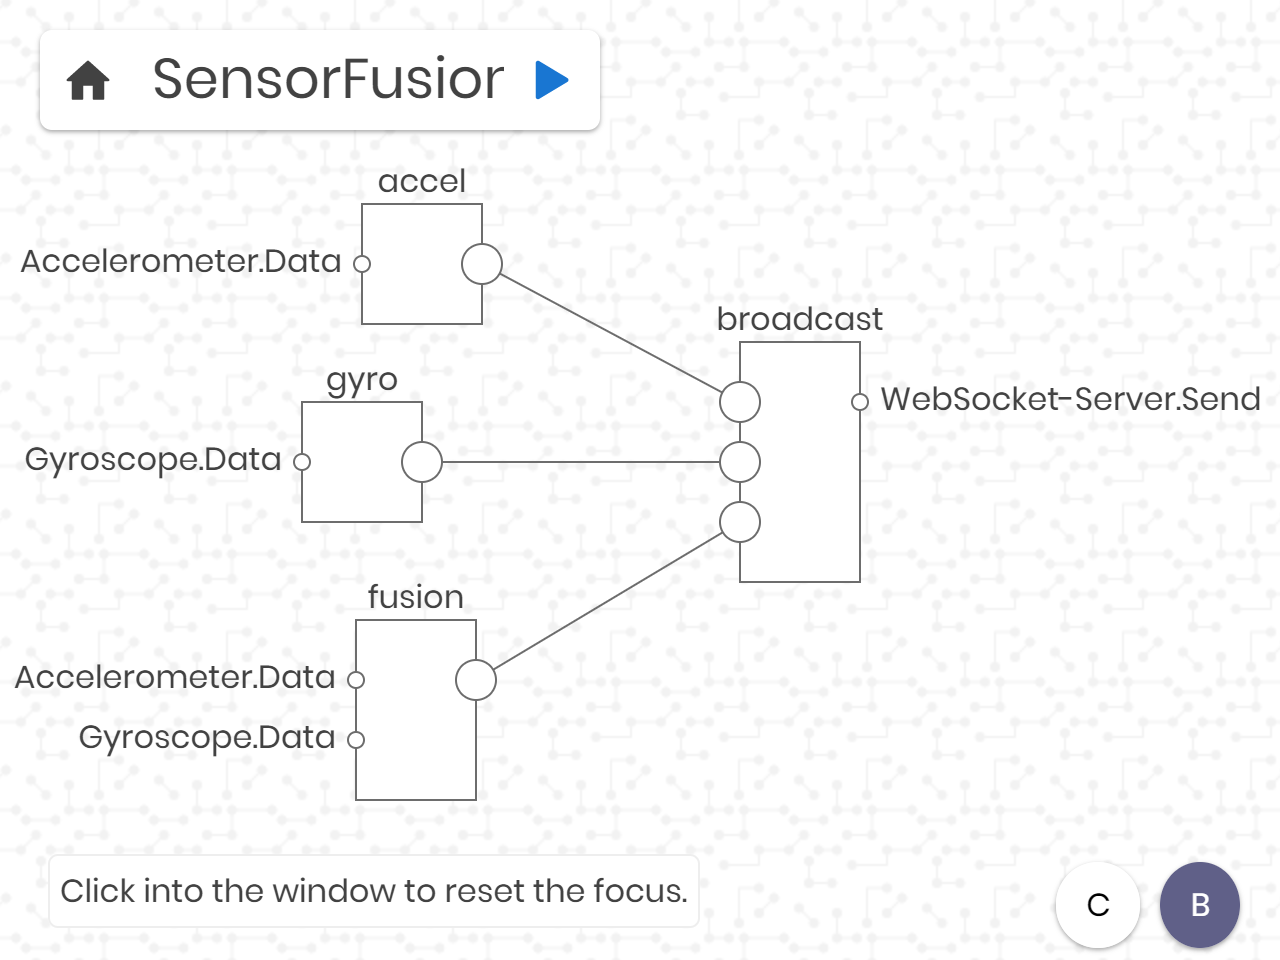 SensorFusior
accel
Accelerometer.Data
broadcast
WebSocket-Server.Send
gyro
Gyroscope.Data
fusion
Accelerometer.Data
Gyroscope.Data
Click into the window to reset the focus.
C
B